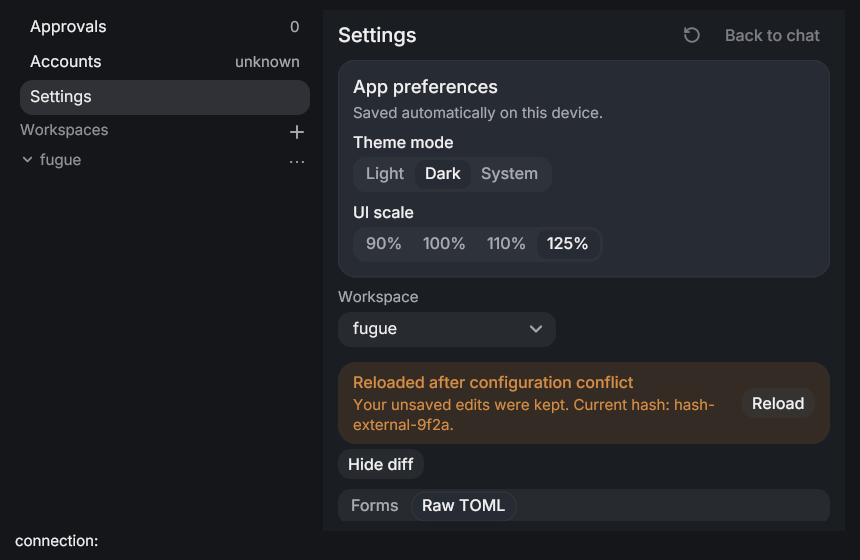 Approvals 0
Accounts unknown
Settings
Workspaces
fugue
connection:
Settings
Back to chat
App preferences
Saved automatically on this device.
Theme mode
Light Dark System
UI scale
90% 100% 110% 125%
Workspace
fugue
Reloaded after configuration conflict
Your unsaved edits were kept. Current hash: hash-
external-9f2a.
Reload
Hide diff
Forms Raw TOML